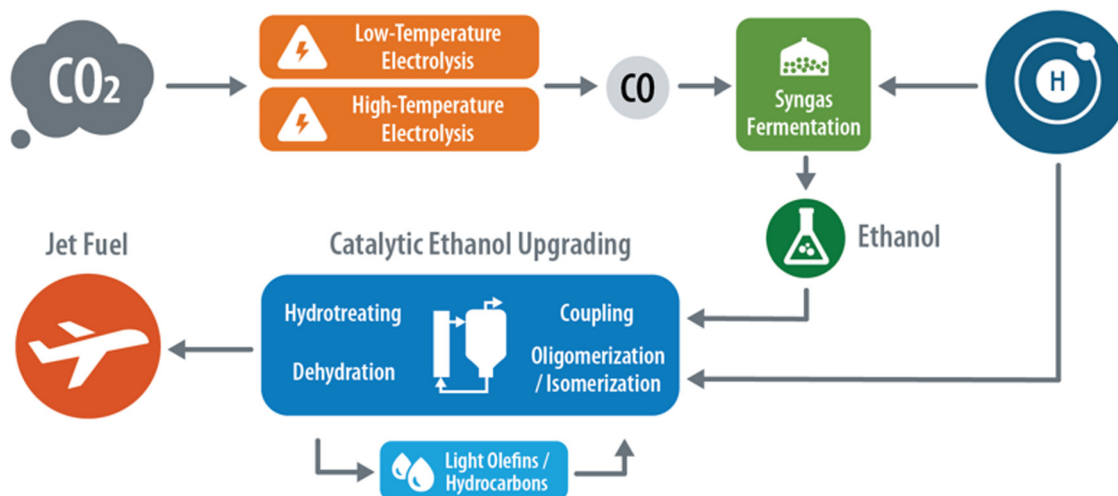 CO₂
Low-Temperature
Electrolysis
High-Temperature
Electrolysis
CO
Syngas
Fermentation
H
Ethanol
Jet Fuel
Catalytic Ethanol Upgrading
Hydrotreating
Coupling
Dehydration
Oligomerization
/ Isomerization
Light Olefins /
Hydrocarbons